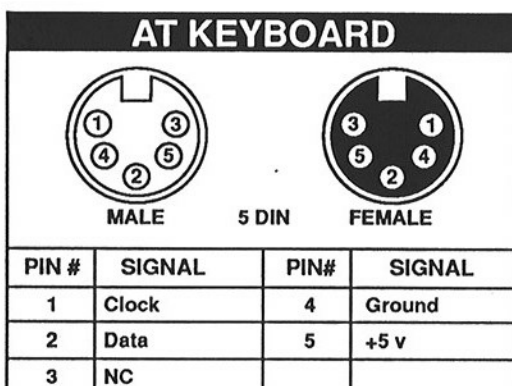 AT KEYBOARD
1 3 3 1
4 5 5 4
2 2
MALE 5 DIN FEMALE
PIN # SIGNAL PIN# SIGNAL
1 Clock 4 Ground
2 Data 5 +5 v
3 NC